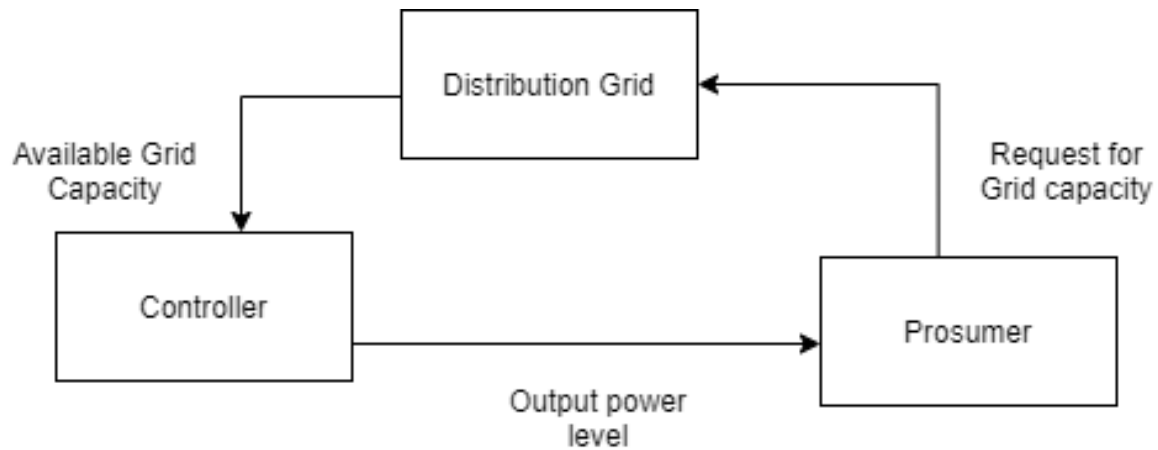 Distribution Grid
Available Grid
Capacity
Request for
Grid capacity
Controller
Prosumer
Output power
level